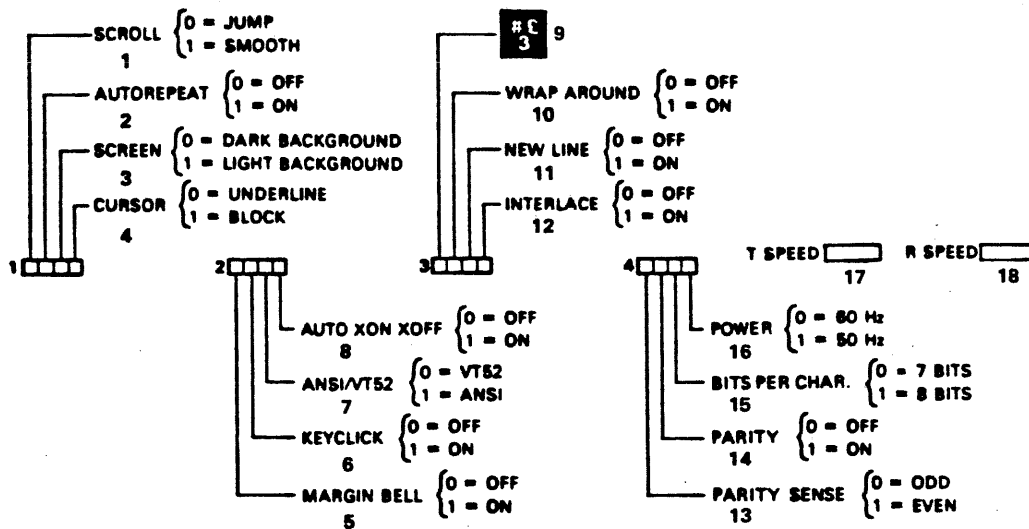 SCROLL 0 = JUMP
1 = SMOOTH
1
AUTOREPEAT 0 = OFF
1 = ON
2
SCREEN 0 = DARK BACKGROUND
1 = LIGHT BACKGROUND
3
CURSOR 0 = UNDERLINE
1 = BLOCK
4
1
# £
3
9
WRAP AROUND 0 = OFF
1 = ON
10
NEW LINE 0 = OFF
1 = ON
11
INTERLACE 0 = OFF
1 = ON
12
3
2
AUTO XON XOFF 0 = OFF
1 = ON
8
ANSI/VT52 0 = VT52
1 = ANSI
7
KEYCLICK 0 = OFF
1 = ON
6
MARGIN BELL 0 = OFF
1 = ON
5
4
T SPEED
17
R SPEED
18
POWER 0 = 60 Hz
1 = 50 Hz
16
BITS PER CHAR. 0 = 7 BITS
1 = 8 BITS
15
PARITY 0 = OFF
1 = ON
14
PARITY SENSE 0 = ODD
1 = EVEN
13